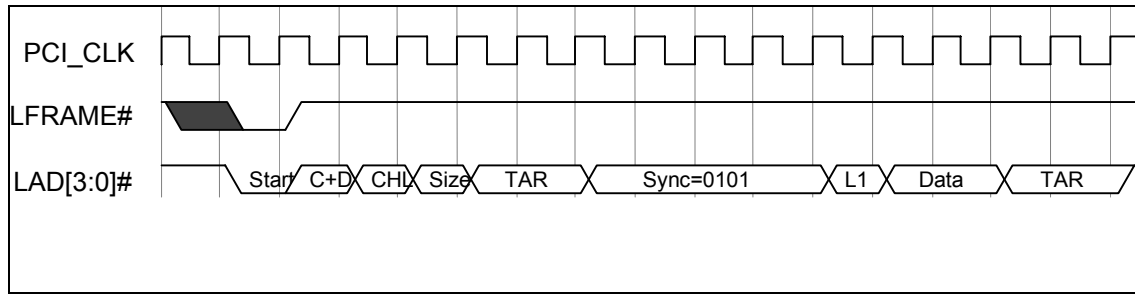 PCI_CLK
LFRAME#
LAD[3:0]# Start C+D CHL Size TAR Sync=0101 L1 Data TAR